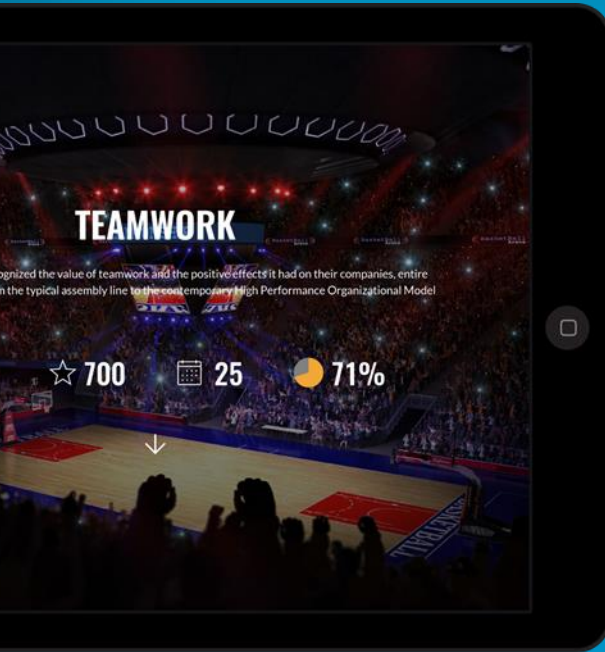 TEAMWORK
ognized the value of teamwork and the positive effects it had on their companies, entire
n the typical assembly line to the contemporary High Performance Organizational Model
700
25
71%
BASKETBALL